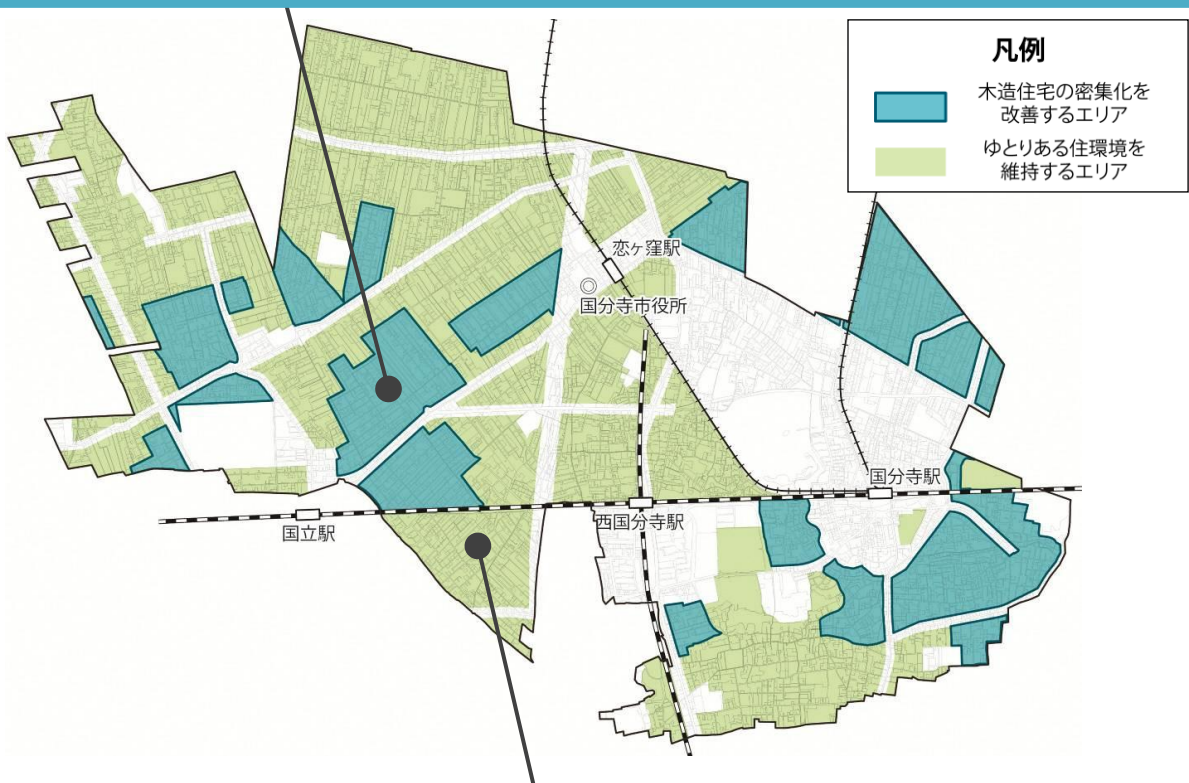 凡例
木造住宅の密集化を
改善するエリア
ゆとりある住環境を
維持するエリア
恋ヶ窪駅
国分寺市役所
国分寺駅
西国分寺駅
国立駅